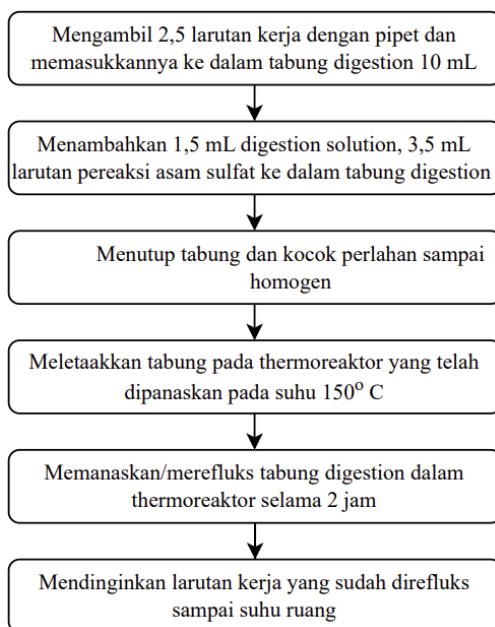 Mengambil 2,5 larutan kerja dengan pipet dan
memasukkannya ke dalam tabung digestion 10 mL
Menambahkan 1,5 mL digestion solution, 3,5 mL
larutan pereaksi asam sulfat ke dalam tabung digestion
Menutup tabung dan kocok perlahan sampai
homogen
Meletaakkan tabung pada thermoreaktor yang telah
dipanaskan pada suhu 150° C
Memanaskan/merefluks tabung digestion dalam
thermoreaktor selama 2 jam
Mendinginkan larutan kerja yang sudah direfluks
sampai suhu ruang